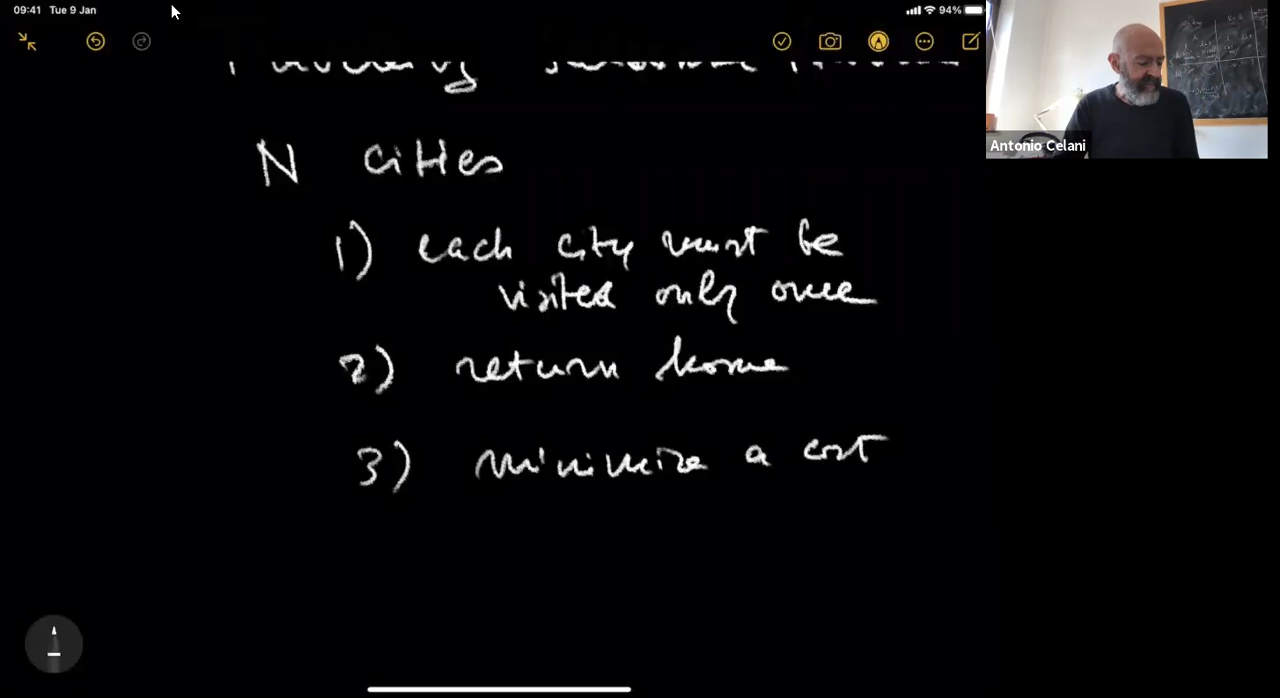 09:41 Tue 9 Jan
94%
N cities
1) each city must be
visited only once
2) return home
3) minimize a cost
Antonio Celani